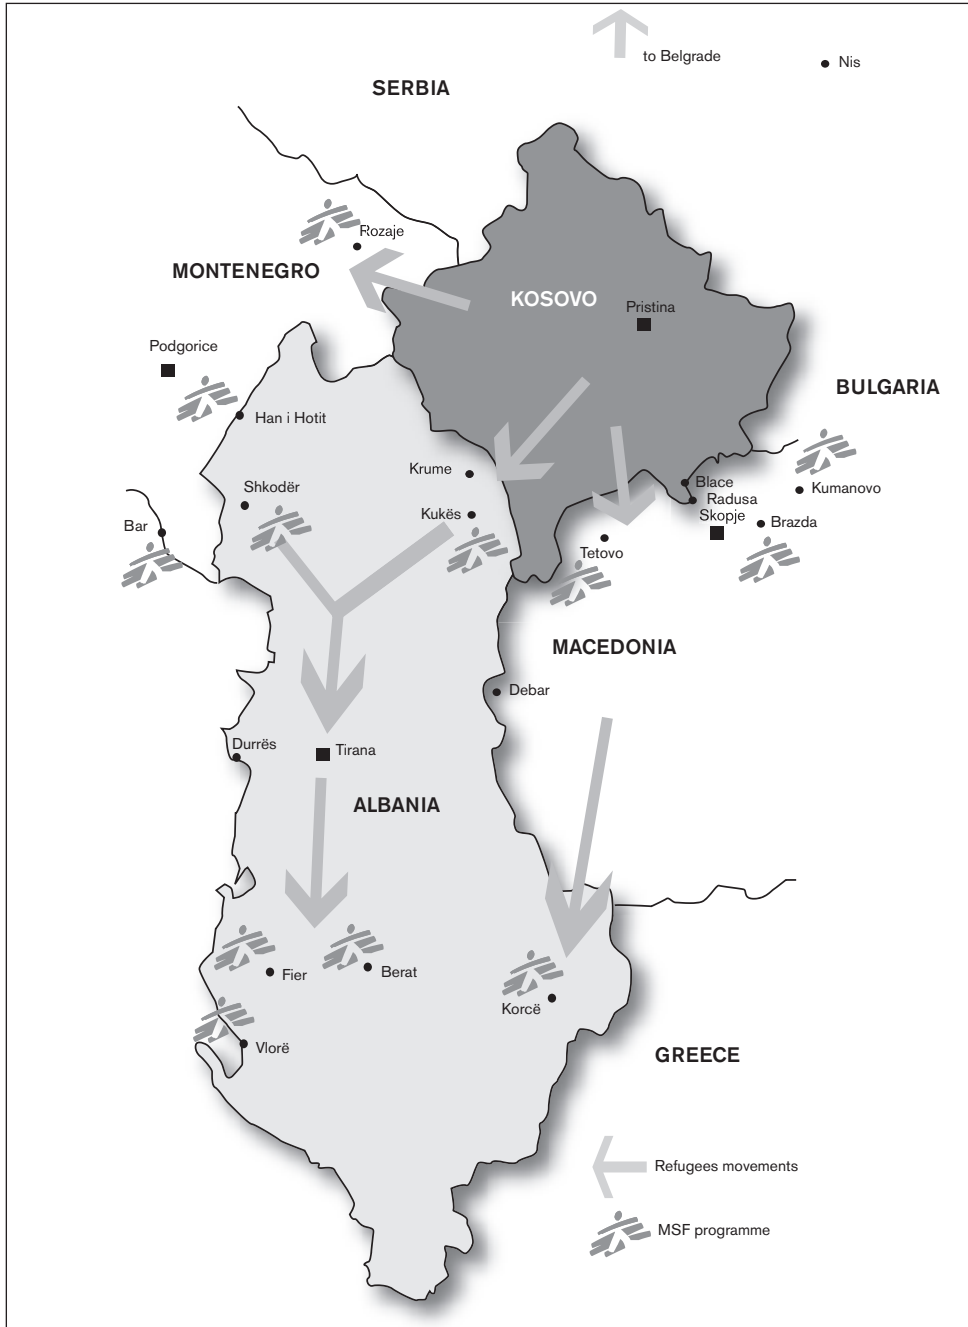 to Belgrade
Nis
SERBIA
Rozaje
MONTENEGRO
KOSOVO
Pristina
Podgorice
BULGARIA
Han i Hotit
Krume
Blace
Shkodër
Kumanovo
Radusa
Kukës
Skopje
Brazda
Bar
Tetovo
MACEDONIA
Debar
Durrës
Tirana
ALBANIA
Fier
Berat
Korcë
Vlorë
GREECE
Refugees movements
MSF programme